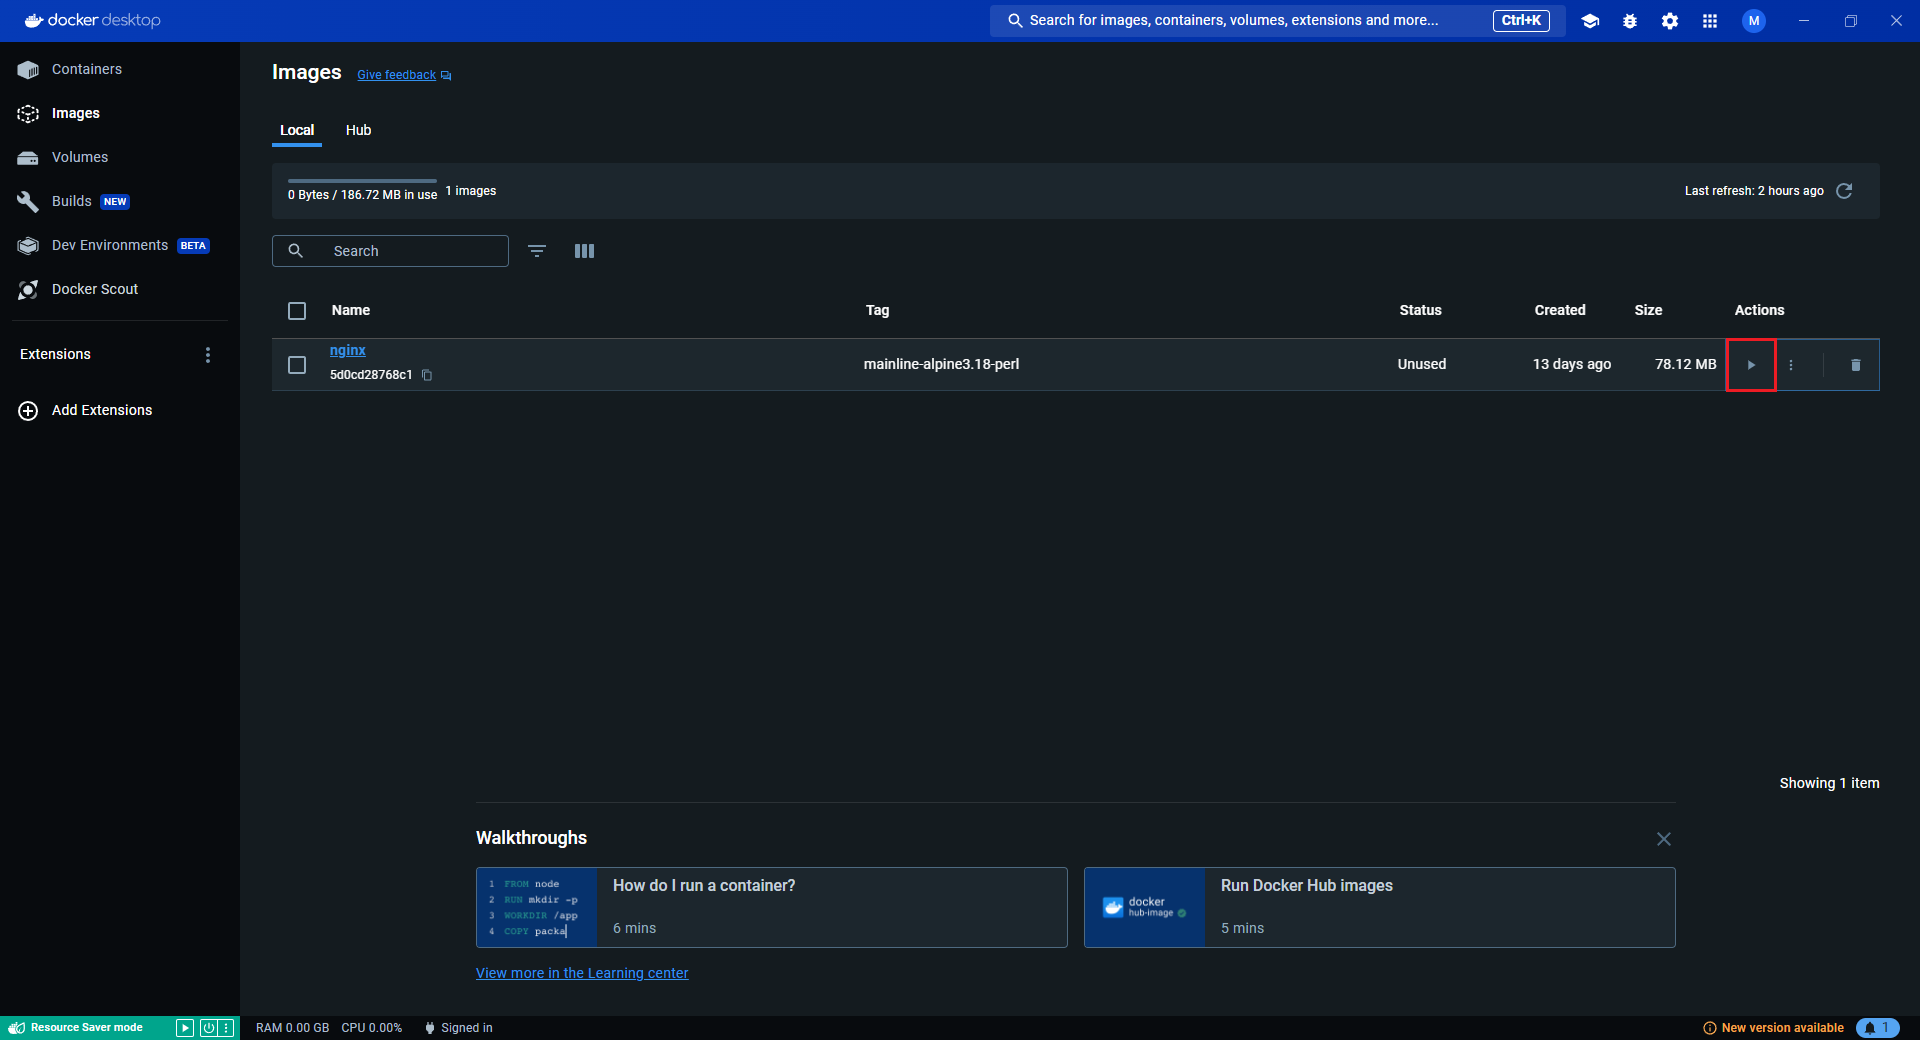 docker desktop
Search for images, containers, volumes, extensions and more...
Ctrl+K
M
Containers
Images
Volumes
Builds NEW
Dev Environments BETA
Docker Scout
Extensions
Add Extensions
Images Give feedback
Local Hub
0 Bytes / 186.72 MB in use 1 images
Last refresh: 2 hours ago
Search
Name Tag Status Created Size Actions
nginx
5d0cd28768c1
mainline-alpine3.18-perl Unused 13 days ago 78.12 MB
Showing 1 item
Walkthroughs
1 FROM node
2 RUN mkdir -p
3 WORKDIR /app
4 COPY packa
How do I run a container?
6 mins
docker
hub-image
Run Docker Hub images
5 mins
View more in the Learning center
Resource Saver mode
RAM 0.00 GB CPU 0.00% Signed in
New version available 1